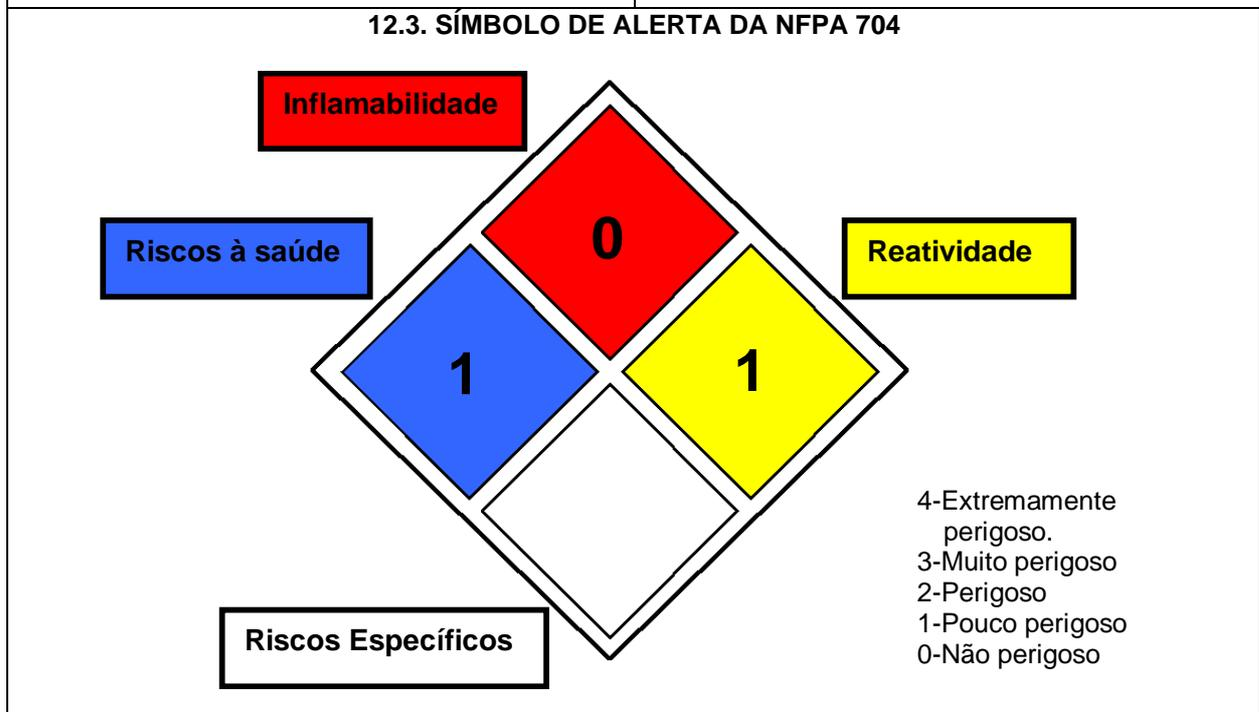 12.3. SÍMBOLO DE ALERTA DA NFPA 704
Inflamabilidade
0
Riscos à saúde
Reatividade
1
1
4-Extremamente
perigoso.
3-Muito perigoso
2-Perigoso
1-Pouco perigoso
0-Não perigoso
Riscos Específicos